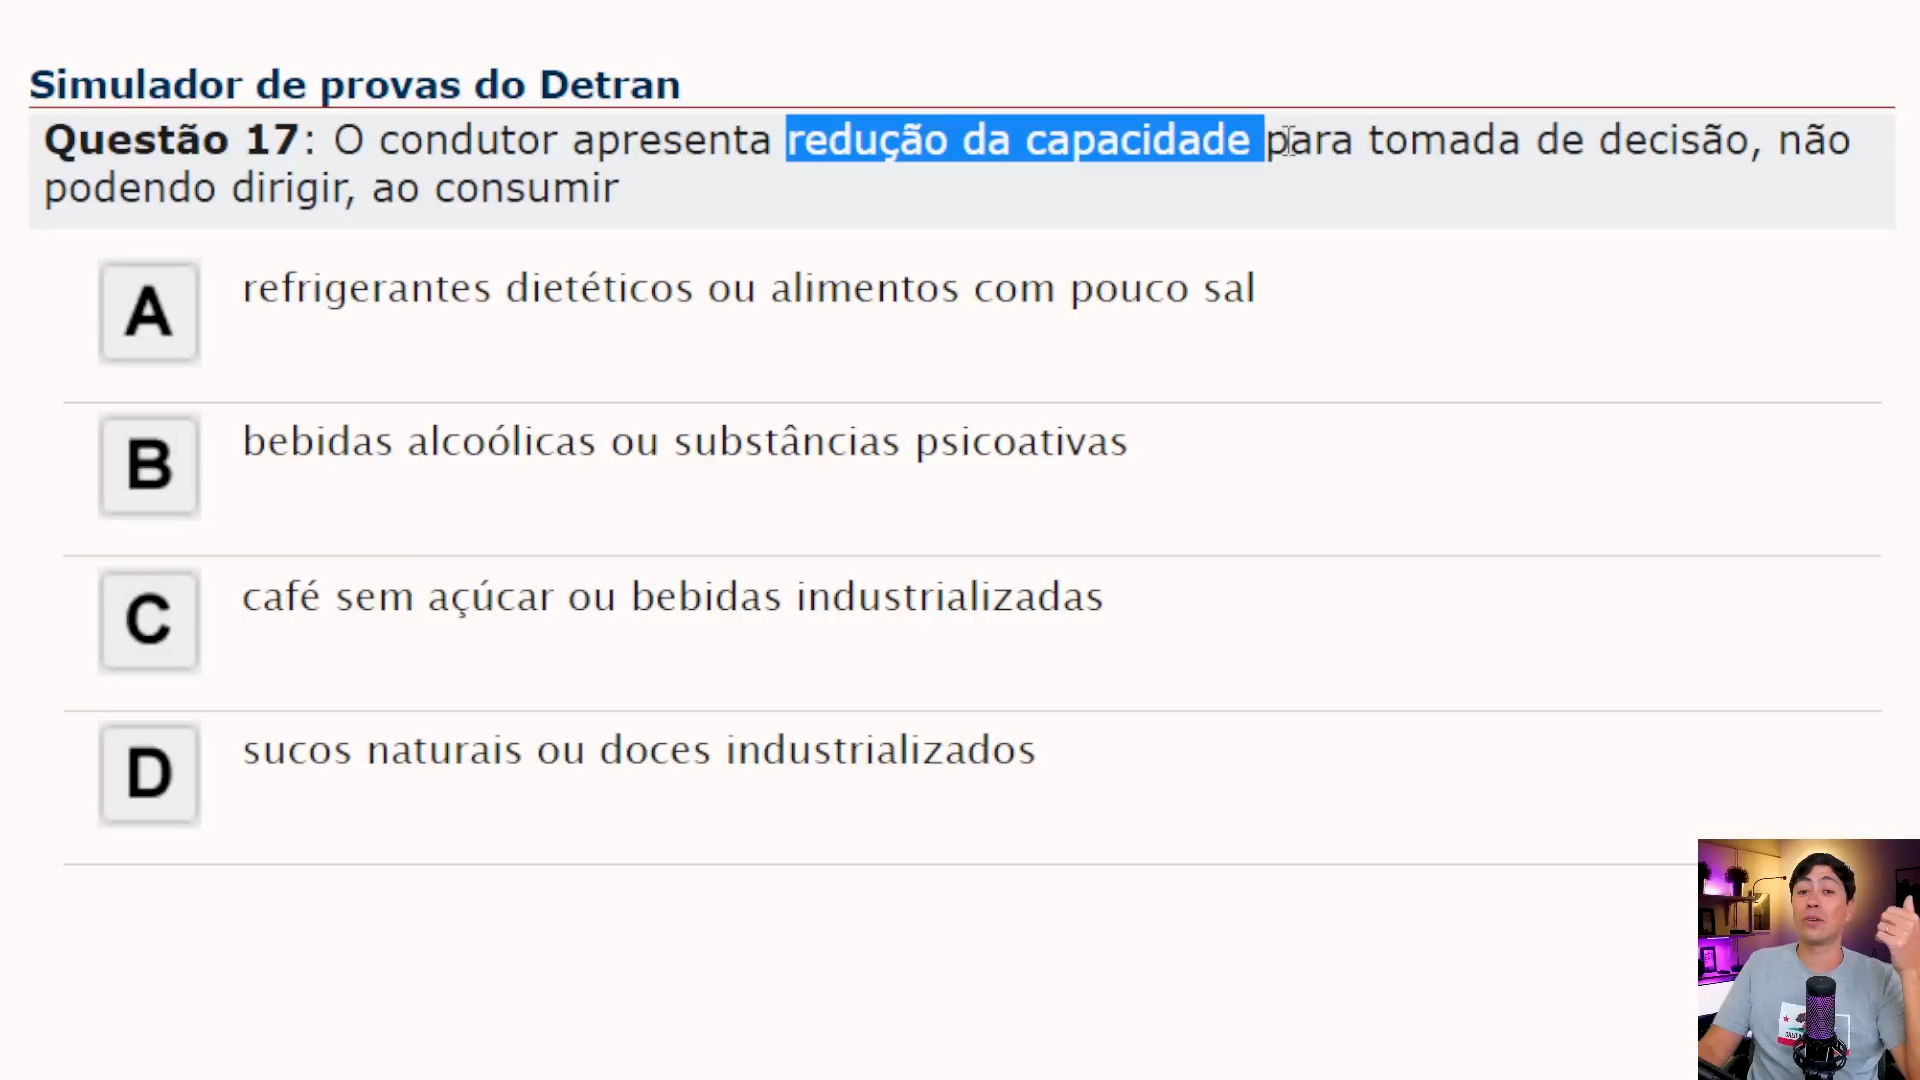 Simulador de provas do Detran
Questão 17: O condutor apresenta redução da capacidade para tomada de decisão, não
podendo dirigir, ao consumir
A refrigerantes dietéticos ou alimentos com pouco sal
B bebidas alcoólicas ou substâncias psicoativas
C café sem açúcar ou bebidas industrializadas
D sucos naturais ou doces industrializados